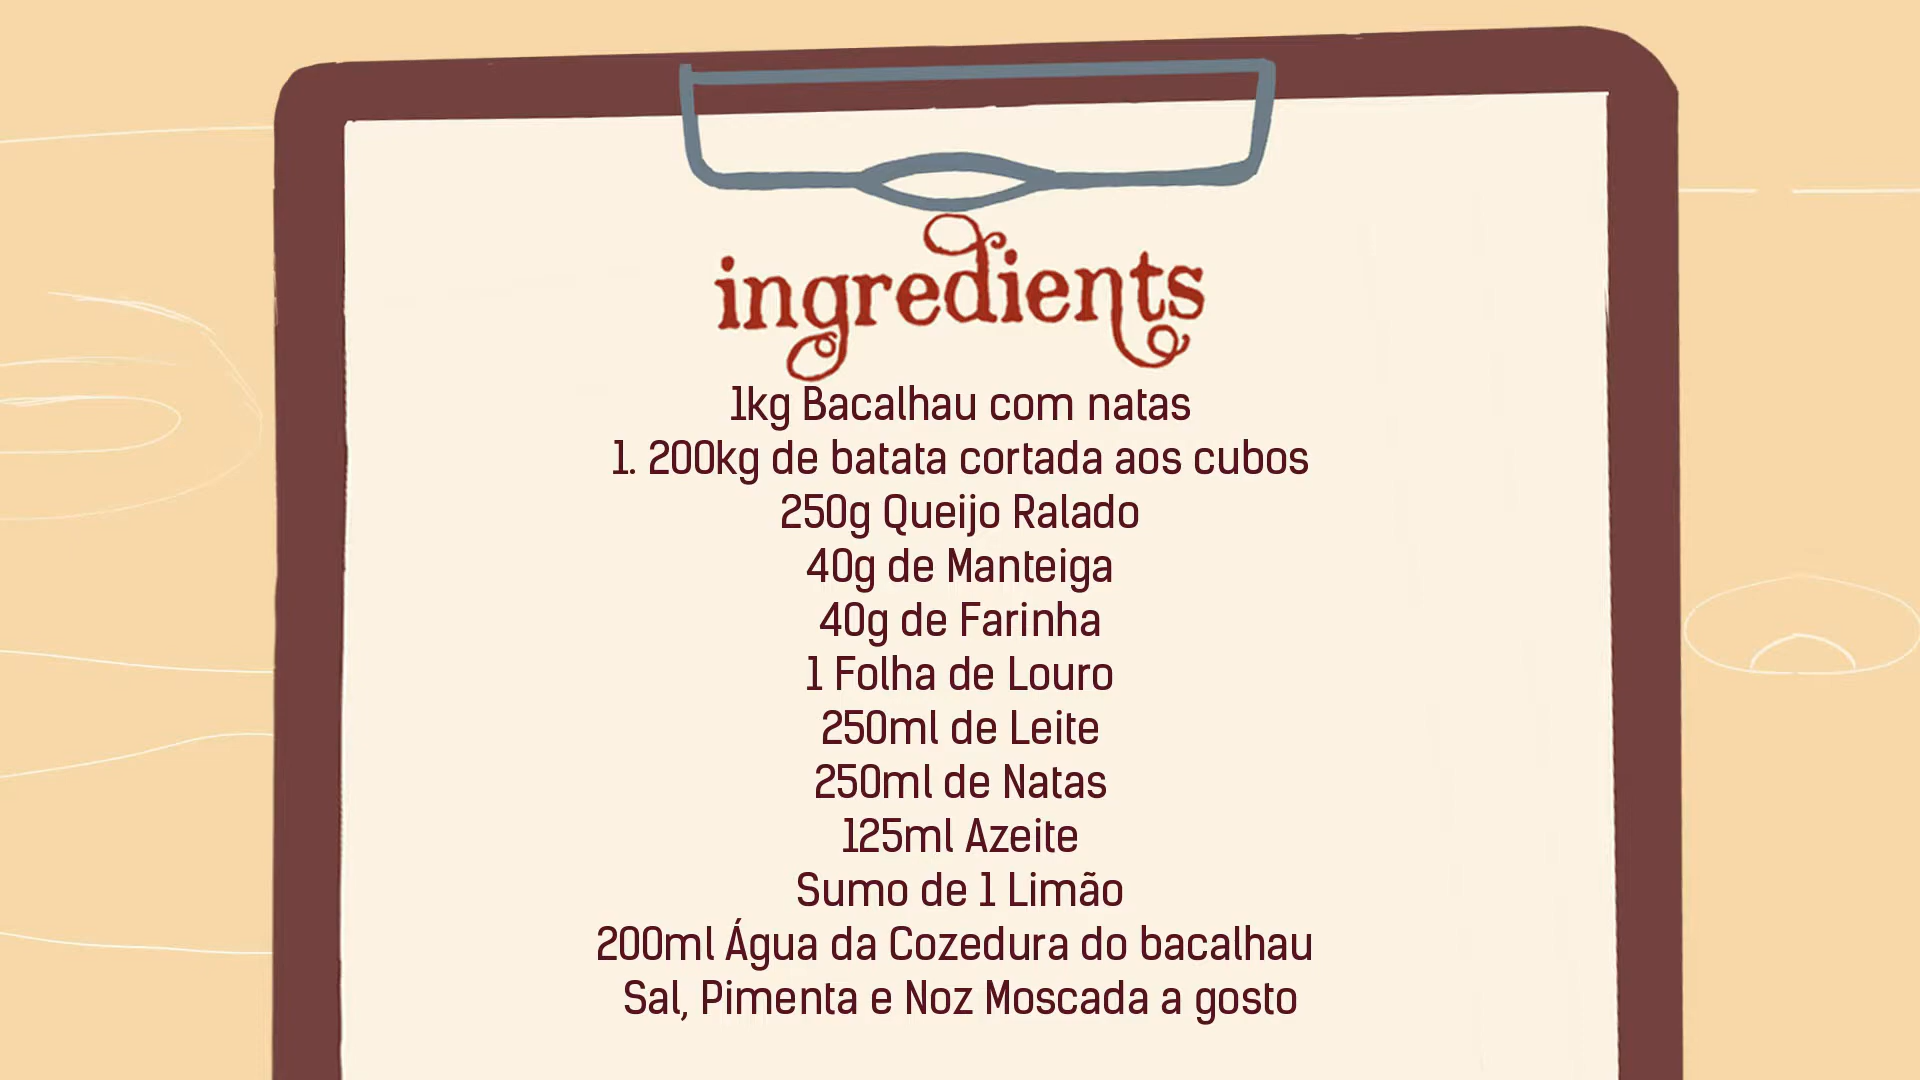 ingredients
1kg Bacalhau com natas
1. 200kg de batata cortada aos cubos
250g Queijo Ralado
40g de Manteiga
40g de Farinha
1 Folha de Louro
250ml de Leite
250ml de Natas
125ml Azeite
Sumo de 1 Limão
200ml Água da Cozedura do bacalhau
Sal, Pimenta e Noz Moscada a gosto